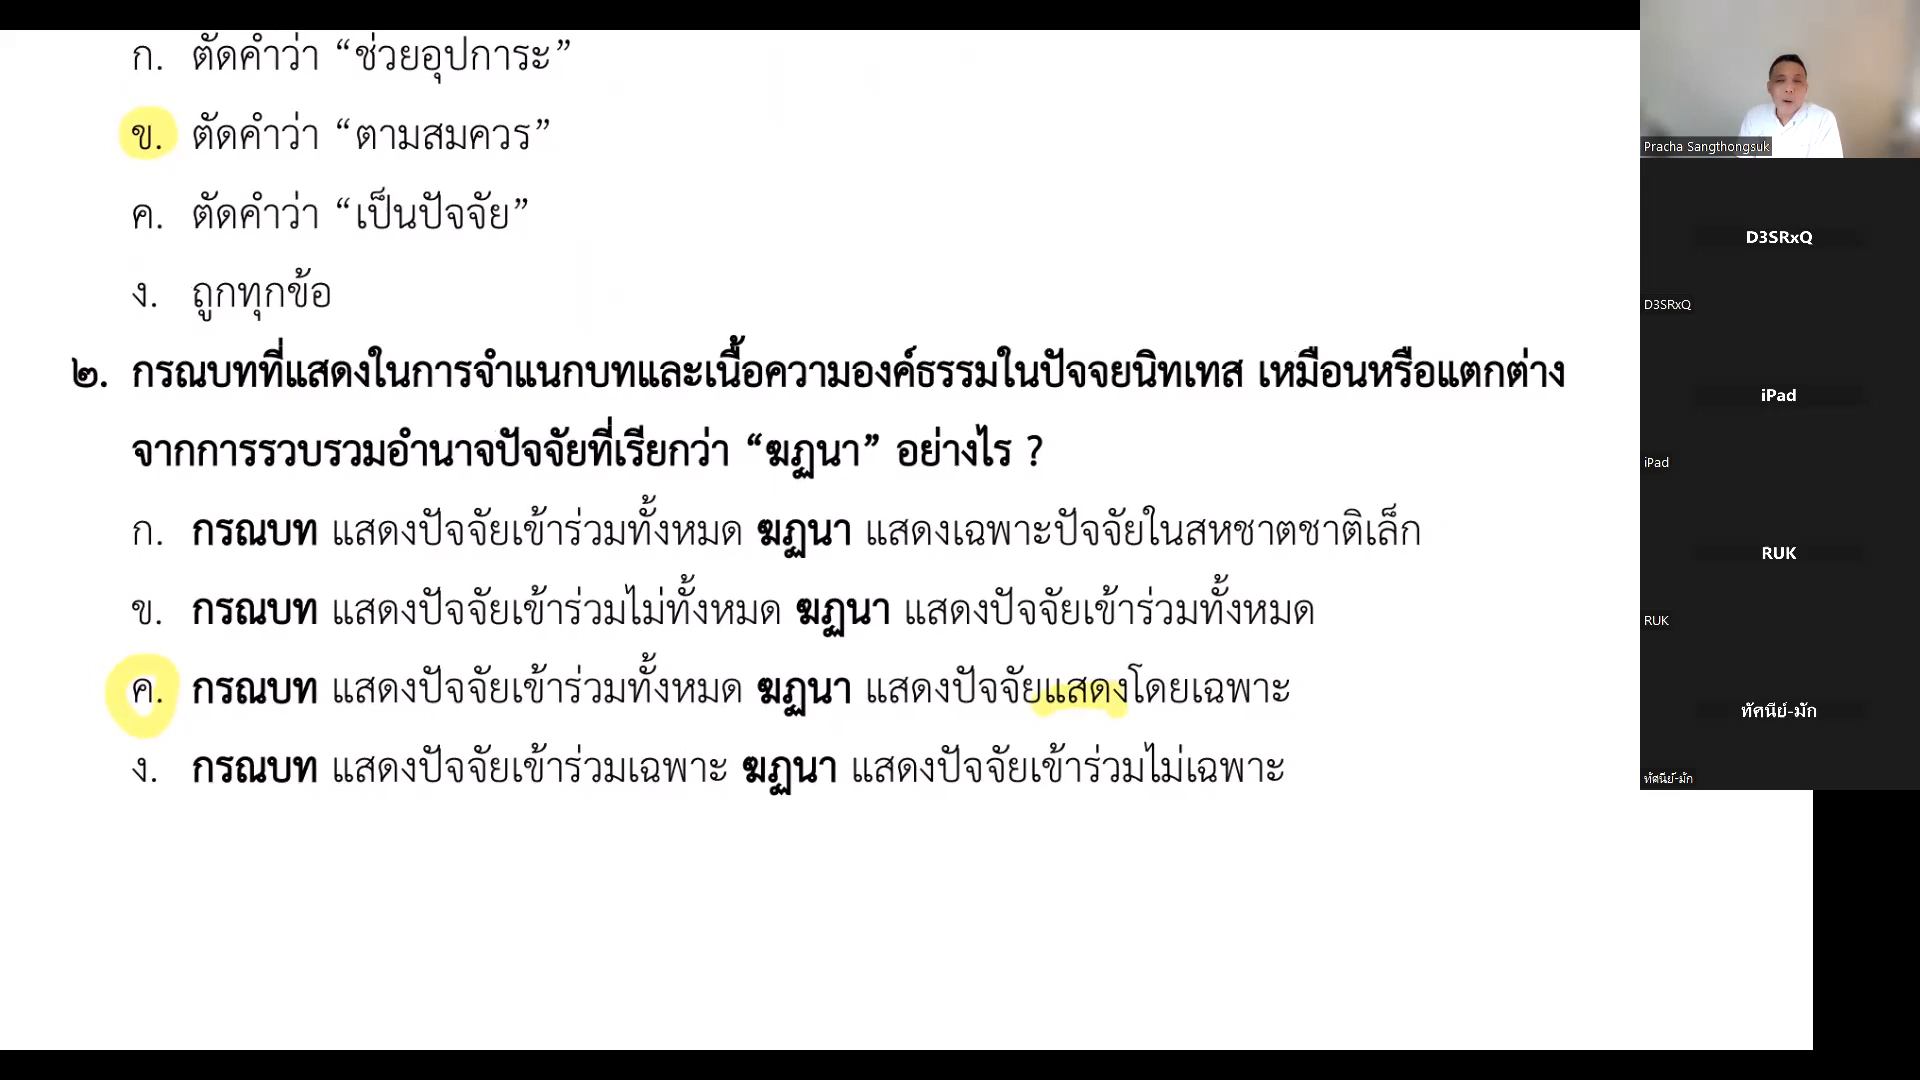 ก. ตัดคำว่า “ช่วยอุปการะ”
ข. ตัดคำว่า “ตามสมควร”
ค. ตัดคำว่า “เป็นปัจจัย”
ง. ถูกทุกข้อ
๒. กรณบทที่แสดงในการจำแนกบทและเนื้อความองค์ธรรมในปัจจยนิทเทส เหมือนหรือแตกต่าง
จากการรวบรวมอำนาจปัจจัยที่เรียกว่า “ฆฏนา” อย่างไร ?
ก. กรณบท แสดงปัจจัยเข้าร่วมทั้งหมด ฆฏนา แสดงเฉพาะปัจจัยในสหชาตชาติเล็ก
ข. กรณบท แสดงปัจจัยเข้าร่วมไม่ทั้งหมด ฆฏนา แสดงปัจจัยเข้าร่วมทั้งหมด
ค. กรณบท แสดงปัจจัยเข้าร่วมทั้งหมด ฆฏนา แสดงปัจจัยแสดงโดยเฉพาะ
ง. กรณบท แสดงปัจจัยเข้าร่วมเฉพาะ ฆฏนา แสดงปัจจัยเข้าร่วมไม่เฉพาะ
Pracha Sangthongsuk
D3SRxQ
D3SRxQ
iPad
iPad
RUK
RUK
ทัศนีย์-มัก
ทัศนีย์-มัก